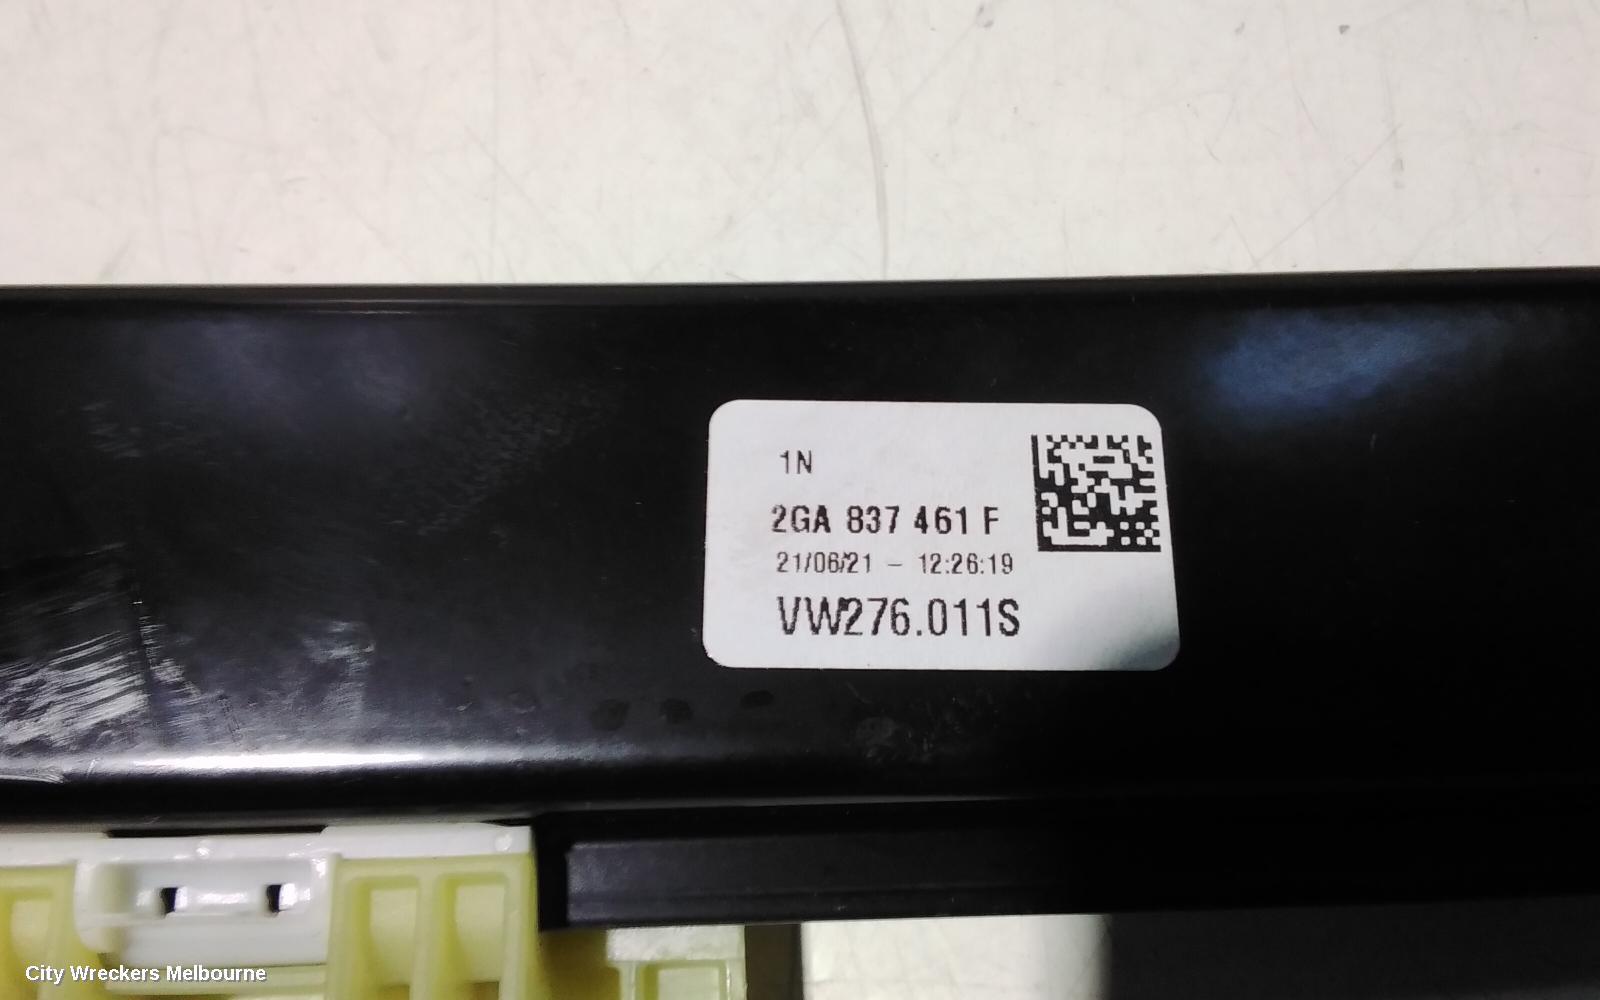 1N
2GA 837 461 F
21/06/21 - 12:26:19
VW276.011S
City Wreckers Melbourne